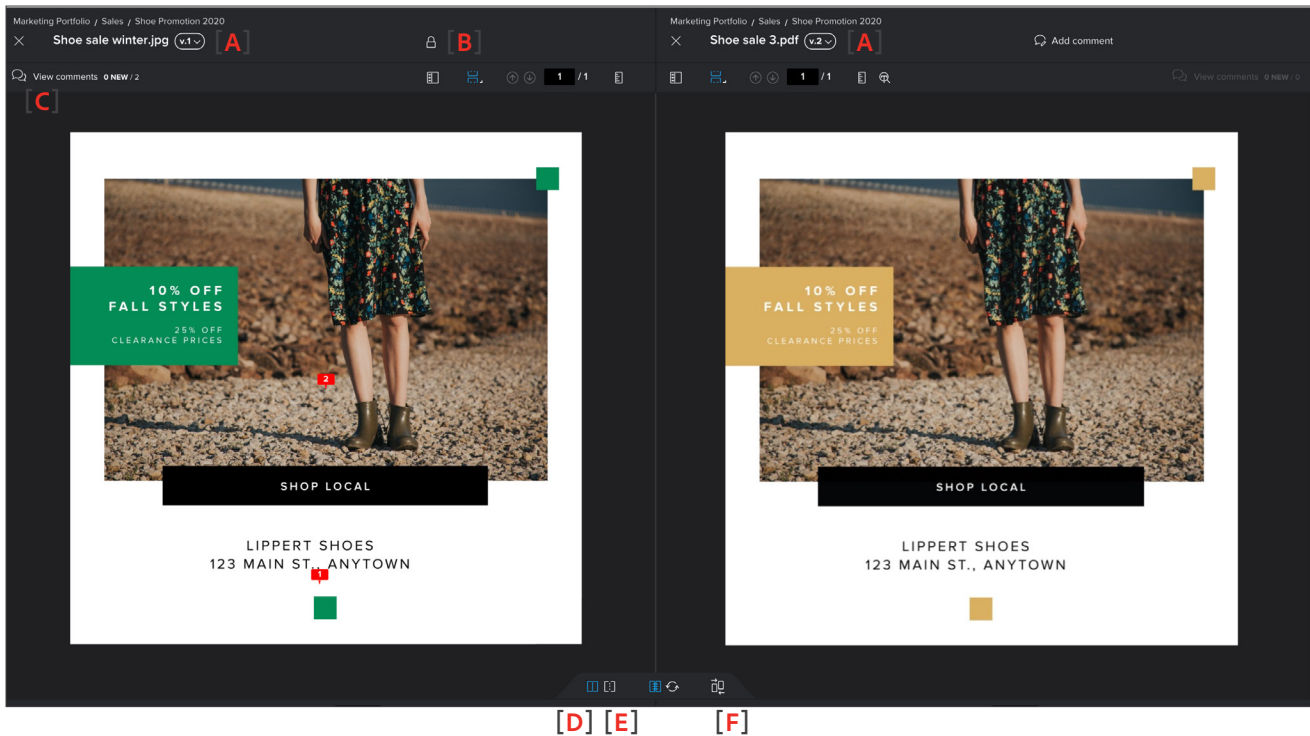 Marketing Portfolio / Sales / Shoe Promotion 2020
Shoe sale winter.jpg v.1 [A]
[B]
View comments 0 NEW / 2
1 / 1
[C]
10% OFF
FALL STYLES
25% OFF
CLEARANCE PRICES
2
SHOP LOCAL
LIPPERT SHOES
123 MAIN ST., ANYTOWN
1
Marketing Portfolio / Sales / Shoe Promotion 2020
Shoe sale 3.pdf v.2 [A]
Add comment
1 / 1
View comments 0 NEW / 0
10% OFF
FALL STYLES
25% OFF
CLEARANCE PRICES
SHOP LOCAL
LIPPERT SHOES
123 MAIN ST., ANYTOWN
[D] [E] [F]